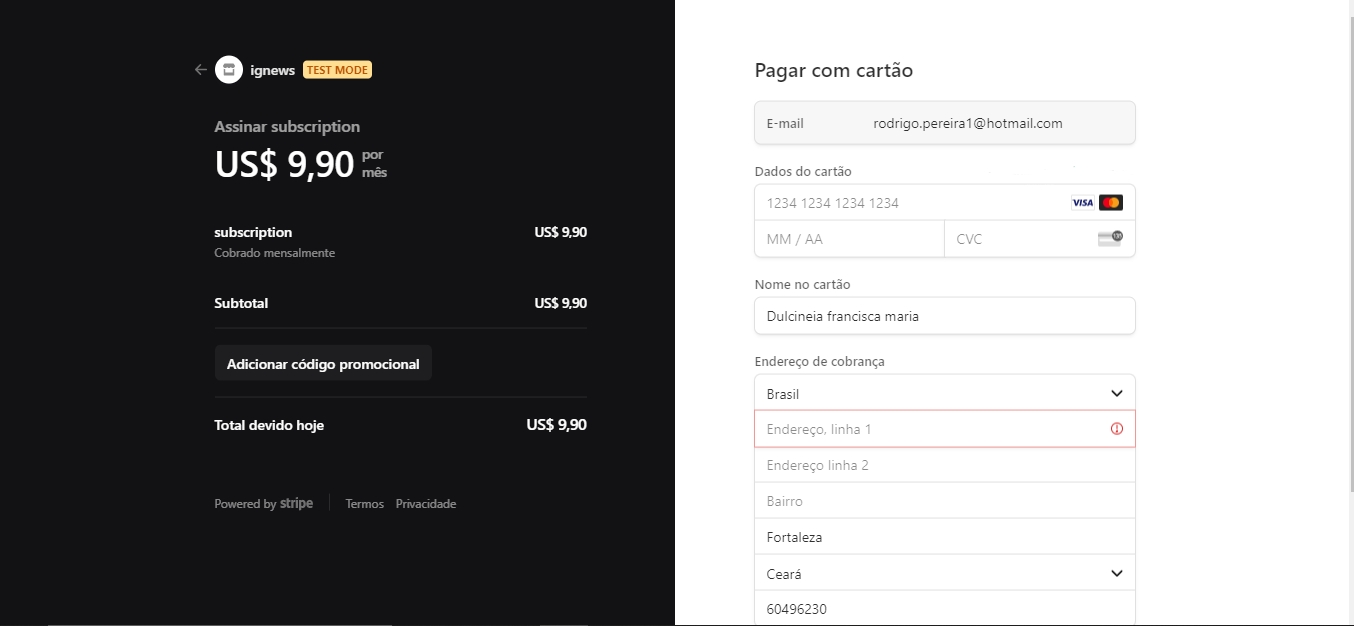 ignews TEST MODE
Assinar subscription
US$ 9,90 por mês
subscription US$ 9,90
Cobrado mensalmente
Subtotal US$ 9,90
Adicionar código promocional
Total devido hoje US$ 9,90
Powered by stripe Termos Privacidade
Pagar com cartão
E-mail rodrigo.pereira1@hotmail.com
Dados do cartão
1234 1234 1234 1234 VISA
MM / AA CVC
Nome no cartão
Dulcineia francisca maria
Endereço de cobrança
Brasil
Endereço, linha 1
Endereço linha 2
Bairro
Fortaleza
Ceará
60496230